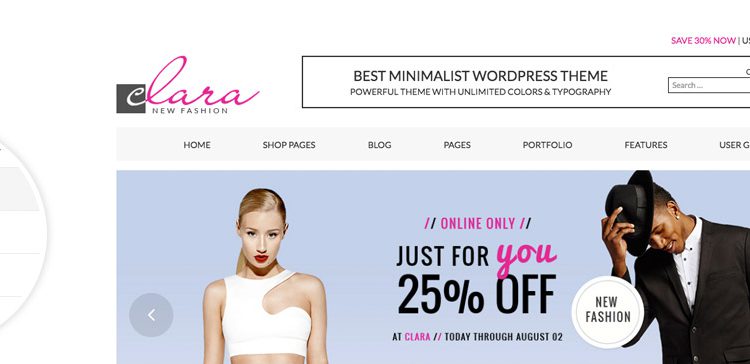 SAVE 30% NOW | US
clara
NEW FASHION
BEST MINIMALIST WORDPRESS THEME
POWERFUL THEME WITH UNLIMITED COLORS & TYPOGRAPHY
Search ...
HOME SHOP PAGES BLOG PAGES PORTFOLIO FEATURES USER G
// ONLINE ONLY //
JUST FOR you
25% OFF
AT CLARA // TODAY THROUGH AUGUST 02
NEW
FASHION